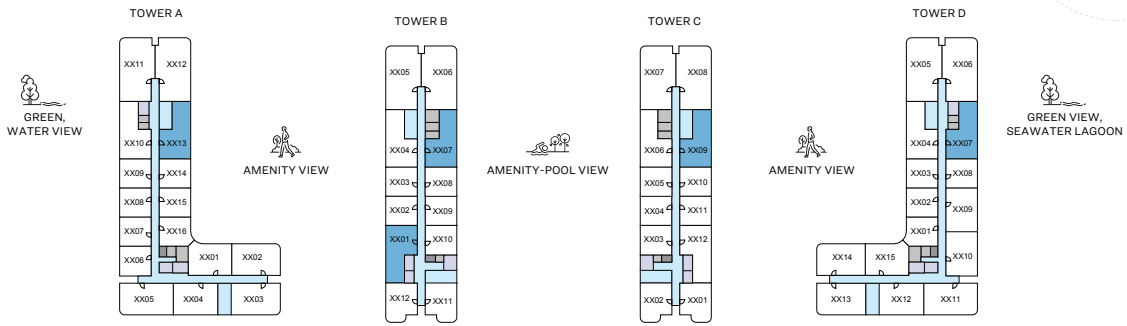 TOWER A
XX11
XX12
XX10
XX13
XX09
XX14
XX08
XX15
XX07
XX16
XX06
XX01
XX02
XX05
XX04
XX03
GREEN,
WATER VIEW
AMENITY VIEW
TOWER B
XX05
XX06
XX04
XX07
XX03
XX08
XX02
XX09
XX01
XX10
XX12
XX11
AMENITY-POOL VIEW
TOWER C
XX07
XX08
XX06
XX09
XX05
XX10
XX04
XX11
XX03
XX12
XX02
XX01
AMENITY VIEW
TOWER D
XX05
XX06
XX04
XX07
XX03
XX08
XX02
XX09
XX01
XX10
XX14
XX15
XX13
XX12
XX11
GREEN VIEW,
SEAWATER LAGOON